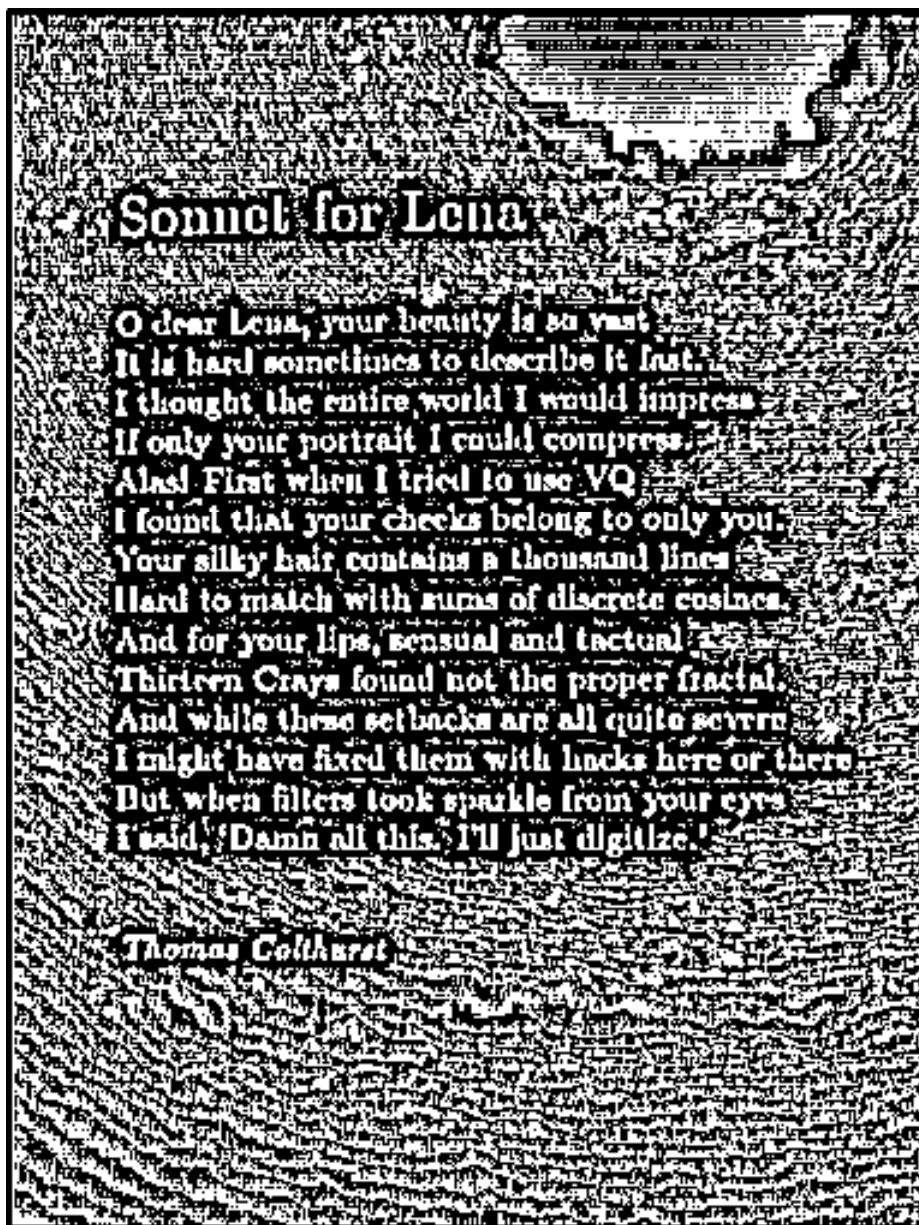 Sonnet for Lena
O dear Lena, your beauty is so vast
It is hard sometimes to describe it fast.
I thought the entire world I would impress
If only your portrait I could compress.
Alas! First when I tried to use VQ
I found that your cheeks belong to only you.
Your silky hair contains a thousand lines
Hard to match with sums of discrete cosines.
And for your lips, sensual and tactual
Thirteen Crays found not the proper fractal.
And while these setbacks are all quite severe
I might have fixed them with hacks here or there
But when filters took sparkle from your eyes
I said, 'Damn all this. I'll just digitize.'
Thomas Colthurst